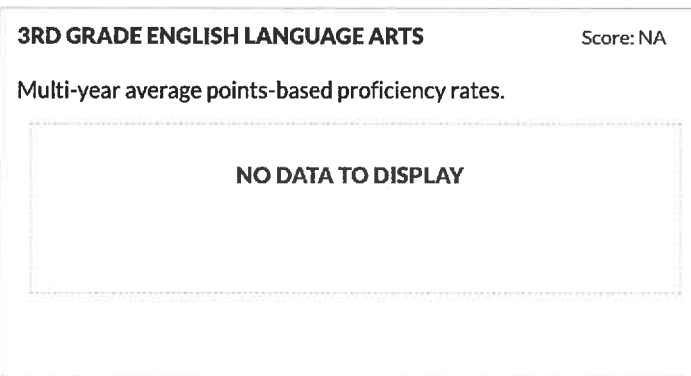 3RD GRADE ENGLISH LANGUAGE ARTS Score: NA
Multi-year average points-based proficiency rates.
NO DATA TO DISPLAY